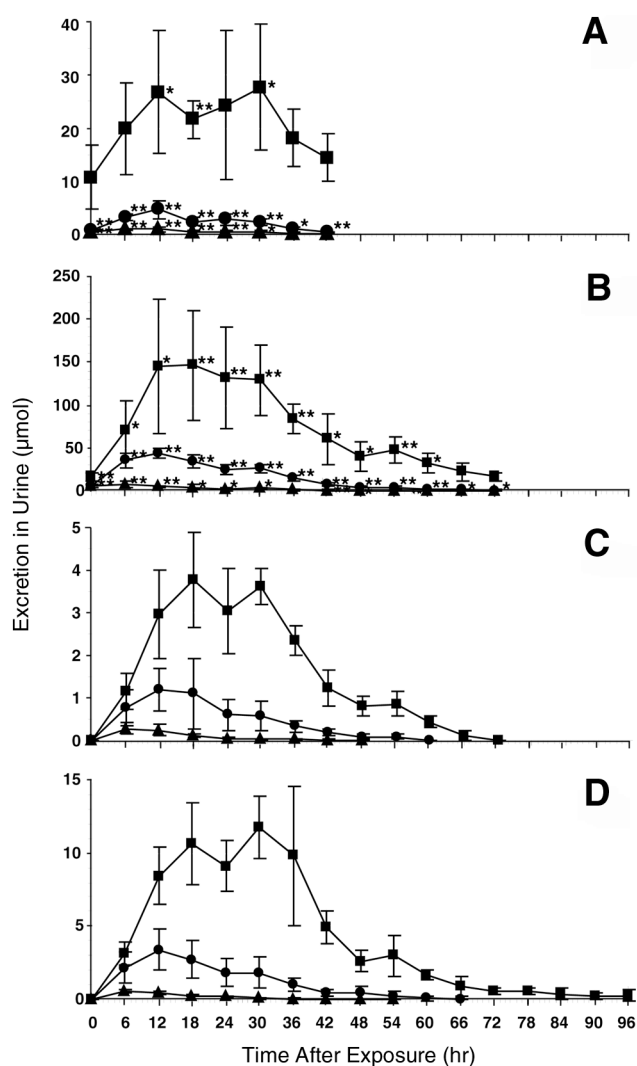 A
40
30
20
10
0
* ** *
** ** ** ** ** ** * **
** ** ** ** ** *
B
250
200
150
100
50
0
* * ** ** ** ** * * ** *
C
5
4
3
2
1
0
D
15
10
5
0
0 6 12 18 24 30 36 42 48 54 60 66 72 78 84 90 96
Excretion in Urine (µmol)
Time After Exposure (hr)